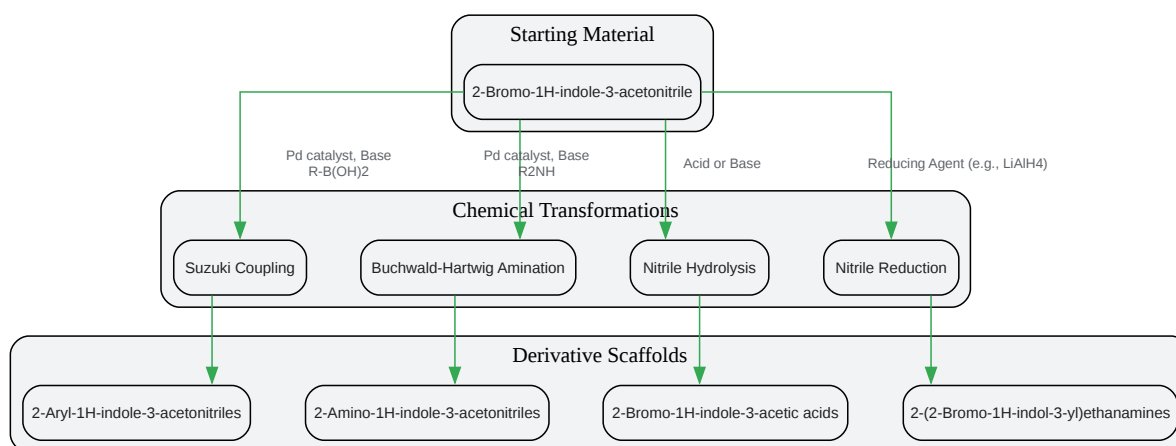 Starting Material
2-Bromo-1H-indole-3-acetonitrile
Pd catalyst, Base
R-B(OH)2
Pd catalyst, Base
R2NH
Acid or Base
Reducing Agent (e.g., LiAlH4)
Chemical Transformations
Suzuki Coupling
Buchwald-Hartwig Amination
Nitrile Hydrolysis
Nitrile Reduction
Derivative Scaffolds
2-Aryl-1H-indole-3-acetonitriles
2-Amino-1H-indole-3-acetonitriles
2-Bromo-1H-indole-3-acetic acids
2-(2-Bromo-1H-indol-3-yl)ethanamines